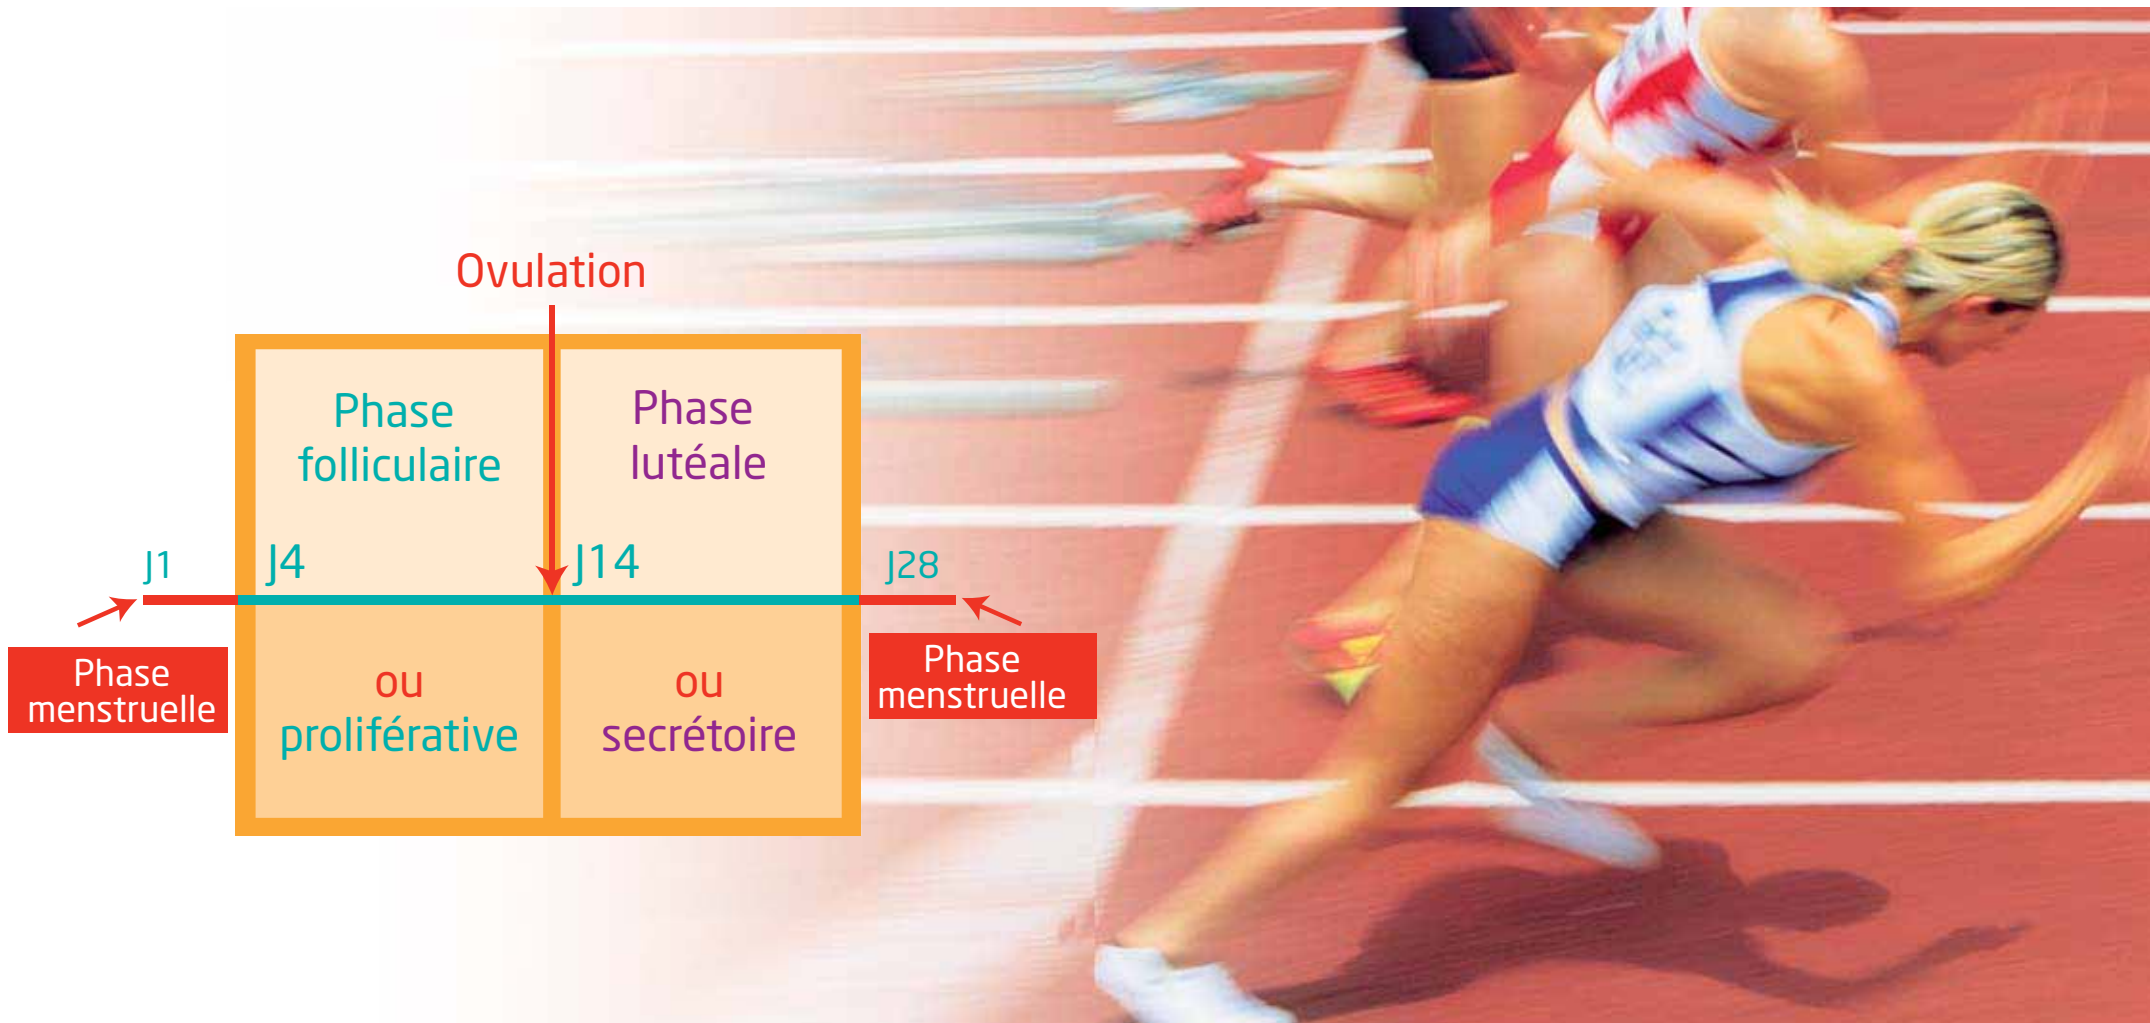 Ovulation
Phase
folliculaire
Phase
lutéale
J1
J4
J14
J28
Phase
menstruelle
ou
proliférative
ou
secrétoire
Phase
menstruelle